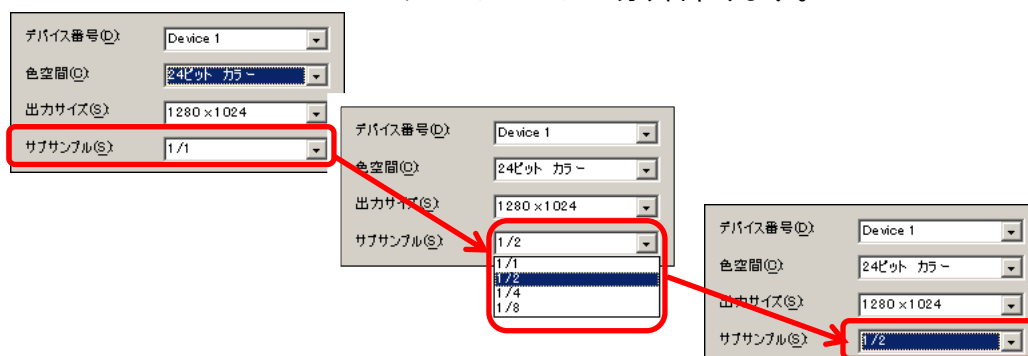 デバイス番号(D): Device 1
色空間(C): 24ビット カラー
出力サイズ(S): 1280×1024
サブサンプル(S): 1/1
デバイス番号(D): Device 1
色空間(C): 24ビット カラー
出力サイズ(S): 1280×1024
サブサンプル(S): 1/2
1/1
1/2
1/4
1/8
デバイス番号(D): Device 1
色空間(C): 24ビット カラー
出力サイズ(S): 1280×1024
サブサンプル(S): 1/2